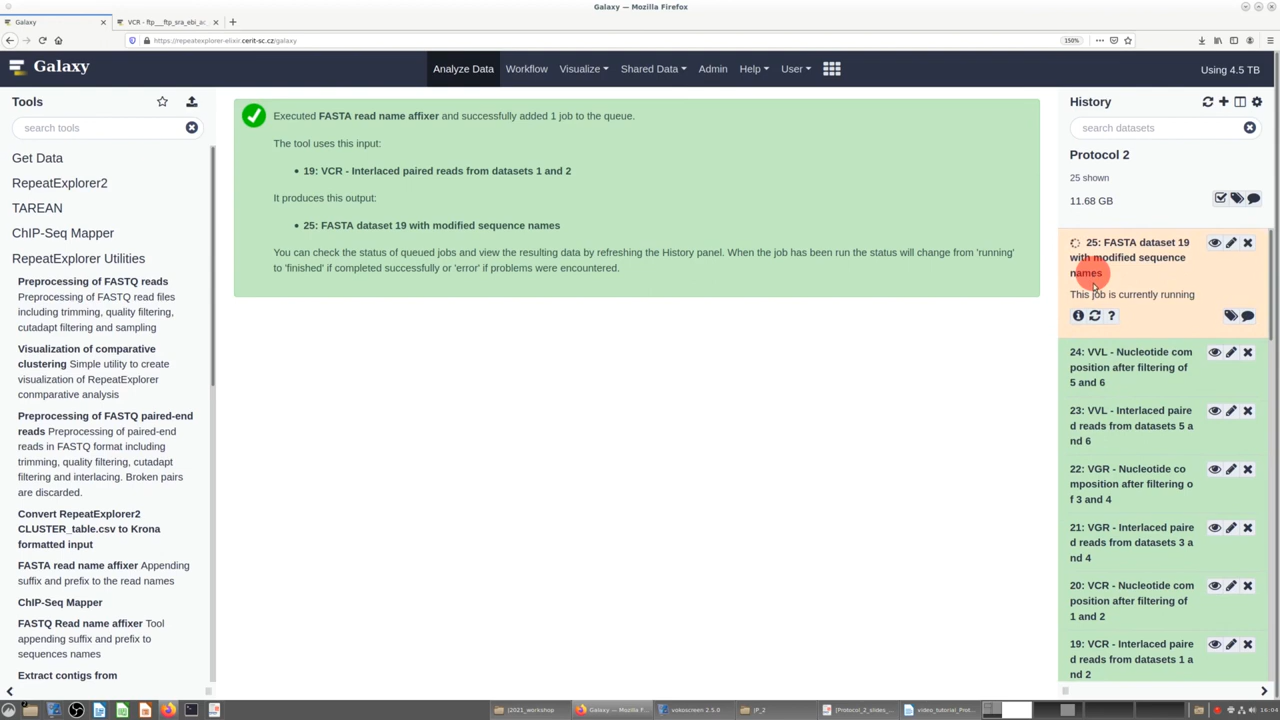 Galaxy — Mozilla Firefox
Galaxy
VCR - ftp___ftp_sra_ebi_ac
https://repeatexplorer-elixir.cerit-sc.cz/galaxy
150%
Galaxy
Analyze Data
Workflow
Visualize
Shared Data
Admin
Help
User
Using 4.5 TB
Tools
search tools
Get Data
RepeatExplorer2
TAREAN
ChIP-Seq Mapper
RepeatExplorer Utilities
Preprocessing of FASTQ reads
Preprocessing of FASTQ read files
including trimming, quality filtering,
cutadapt filtering and sampling
Visualization of comparative
clustering Simple utility to create
visualization of RepeatExplorer
conmparative analysis
Preprocessing of FASTQ paired-end
reads Preprocessing of paired-end
reads in FASTQ format including
trimming, quality filtering, cutadapt
filtering and interlacing. Broken pairs
are discarded.
Convert RepeatExplorer2
CLUSTER_table.csv to Krona
formatted input
FASTA read name affixer Appending
suffix and prefix to the read names
ChIP-Seq Mapper
FASTQ Read name affixer Tool
appending suffix and prefix to
sequences names
Extract contigs from
Executed FASTA read name affixer and successfully added 1 job to the queue.
The tool uses this input:
• 19: VCR - Interlaced paired reads from datasets 1 and 2
It produces this output:
• 25: FASTA dataset 19 with modified sequence names
You can check the status of queued jobs and view the resulting data by refreshing the History panel. When the job has been run the status will change from 'running'
to 'finished' if completed successfully or 'error' if problems were encountered.
History
search datasets
Protocol 2
25 shown
11.68 GB
25: FASTA dataset 19
with modified sequence
names
This job is currently running
24: VVL - Nucleotide com
position after filtering of
5 and 6
23: VVL - Interlaced paire
d reads from datasets 5 a
nd 6
22: VGR - Nucleotide co
mposition after filtering o
f 3 and 4
21: VGR - Interlaced paire
d reads from datasets 3 a
nd 4
20: VCR - Nucleotide com
position after filtering of
1 and 2
19: VCR - Interlaced paire
d reads from datasets 1 a
nd 2
[2021_workshop
Galaxy — Mozilla F...
vokoscreen 2.5.0
[Protocol_2_slides_...
video_tutorial_Prot...
16:04